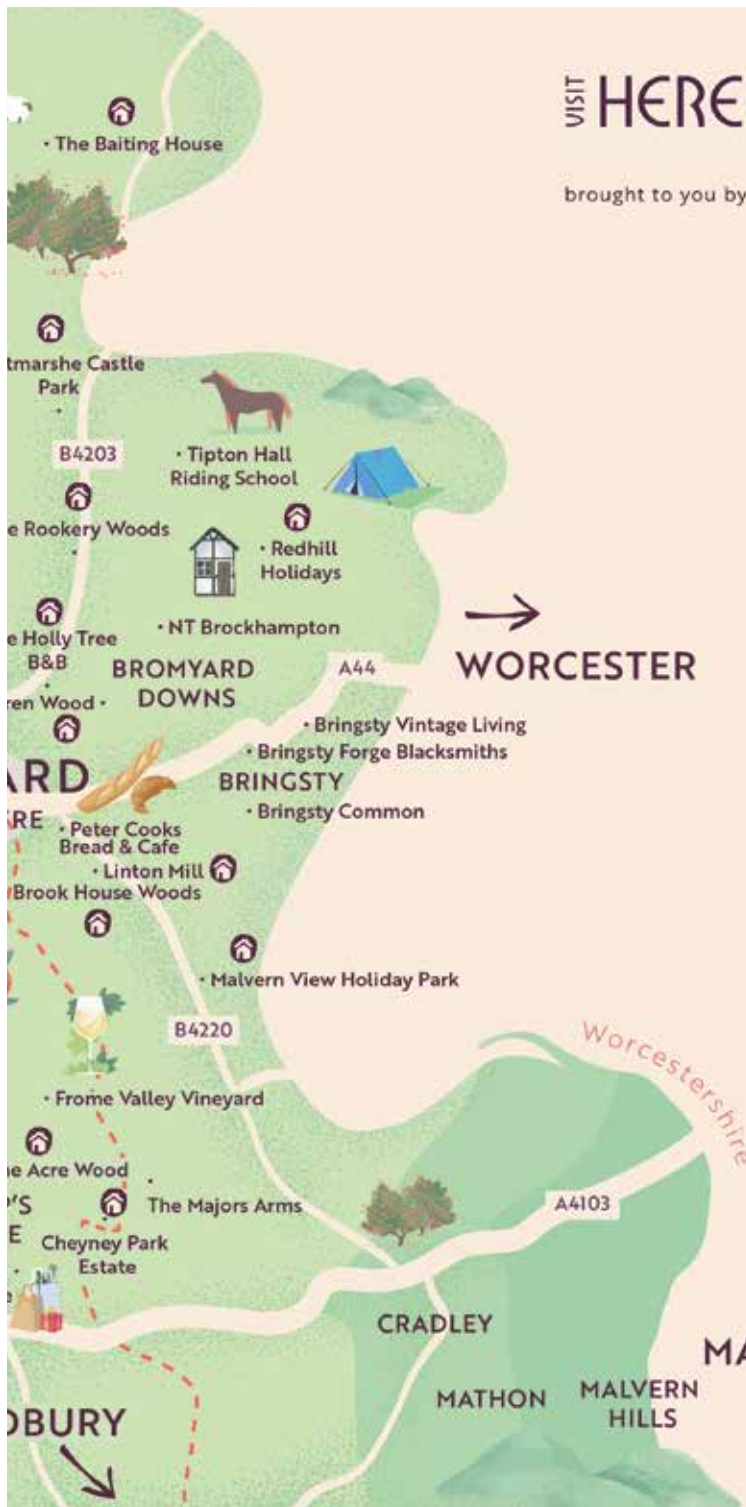 VISIT HERE
brought to you by
The Baiting House
tmarshe Castle
Park
B4203
Tipton Hall
Riding School
e Rookery Woods
Redhill
Holidays
NT Brockhampton
e Holly Tree
B&B
BROMYARD
DOWNS
A44
WORCESTER
ren Wood
Bringsty Vintage Living
Bringsty Forge Blacksmiths
ARD
BRINGSTY
RE
Peter Cooks
Bread & Cafe
Bringsty Common
Linton Mill
Brook House Woods
Malvern View Holiday Park
B4220
Worcestershire
Frome Valley Vineyard
e Acre Wood
P'S
E
The Majors Arms
A4103
Cheyney Park
Estate
e
CRADLEY
MA
MATHON
MALVERN
HILLS
DBURY